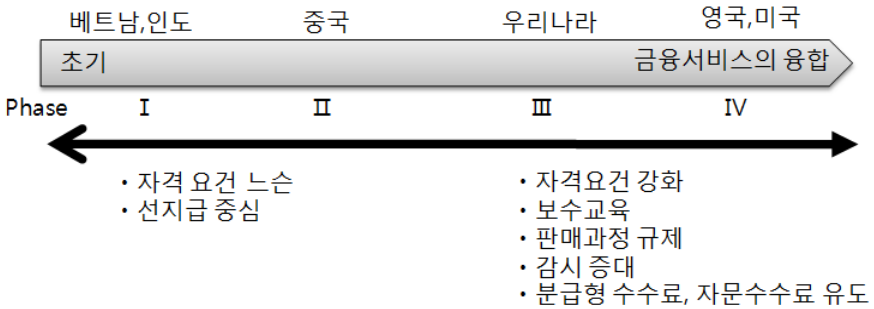 베트남,인도 중국 우리나라 영국,미국
초기 금융서비스의 융합
Phase I II III IV
・자격 요건 느슨
・선지급 중심
・자격요건 강화
・보수교육
・판매과정 규제
・감시 증대
・분급형 수수료, 자문수수료 유도